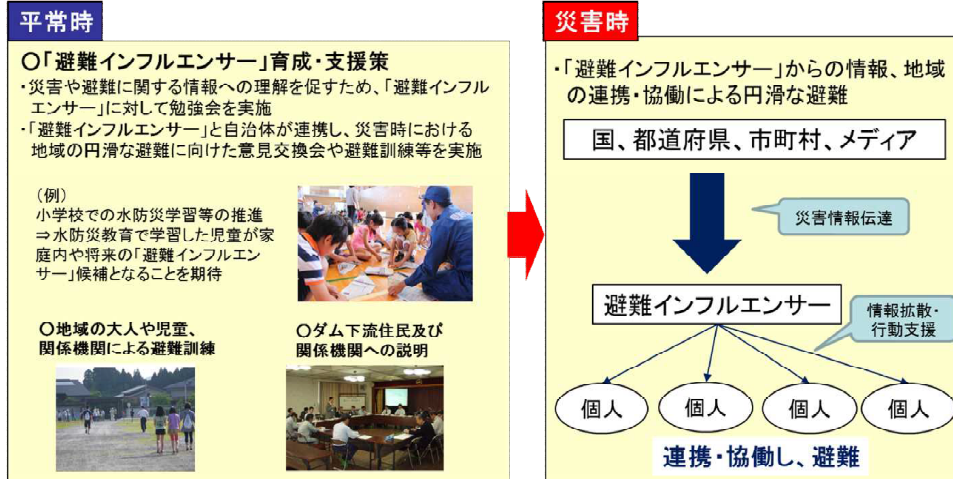 平常時
〇「避難インフルエンサー」育成・支援策
・災害や避難に関する情報への理解を促すため、「避難インフル
エンサー」に対して勉強会を実施
・「避難インフルエンサー」と自治体が連携し、災害時における
地域の円滑な避難に向けた意見交換会や避難訓練等を実施
（例）
小学校での水防災学習等の推進
⇒水防災教育で学習した児童が家
庭内や将来の「避難インフルエン
サー」候補となることを期待
〇地域の大人や児童、
関係機関による避難訓練
〇ダム下流住民及び
関係機関への説明
災害時
・「避難インフルエンサー」からの情報、地域
の連携・協働による円滑な避難
国、都道府県、市町村、メディア
災害情報伝達
避難インフルエンサー
情報拡散・
行動支援
個人 個人 個人 個人
連携・協働し、避難